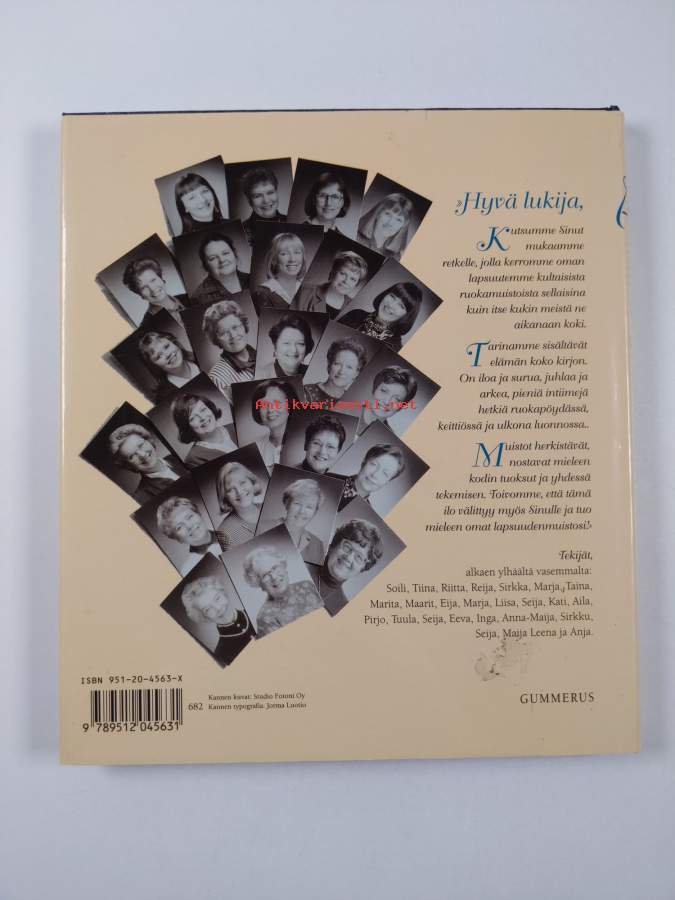 »Hyvä lukija,
Kutsumme Sinut
mukaamme
retkelle, jolla kerromme oman
lapsuutemme kultaisista
ruokamuistoista sellaisina
kuin itse kukin meistä ne
aikanaan koki.
Tarinamme sisältävät
elämän koko kirjon.
On iloa ja surua, juhlaa ja
arkea, pieniä intiimejä
hetkiä ruokapöydässä,
keittiössä ja ulkona luonnossa..
Muistot herkistävät,
nostavat mieleen
kodin tuoksut ja yhdessä
tekemisen. Toivomme, että tämä
ilo välittyy myös Sinulle ja tuo
mieleen omat lapsuudenmuistosi!»
Tekijät,
alkaen ylhäältä vasemmalta:
Soili, Tiina, Riitta, Reija, Sirkka, Marja, Taina,
Marita, Maarit, Eija, Marja, Liisa, Seija, Kati, Aila,
Pirjo, Tuula, Seija, Eeva, Inga, Anna-Maija, Sirkku,
Seija, Maija Leena ja Anja.
Antikvariaatti.net
ISBN 951-20-4563-X
9 789512 045631
682
Kannen kuvat: Studio Fotoni Oy
Kannen typografia: Jorma Luotio
GUMMERUS